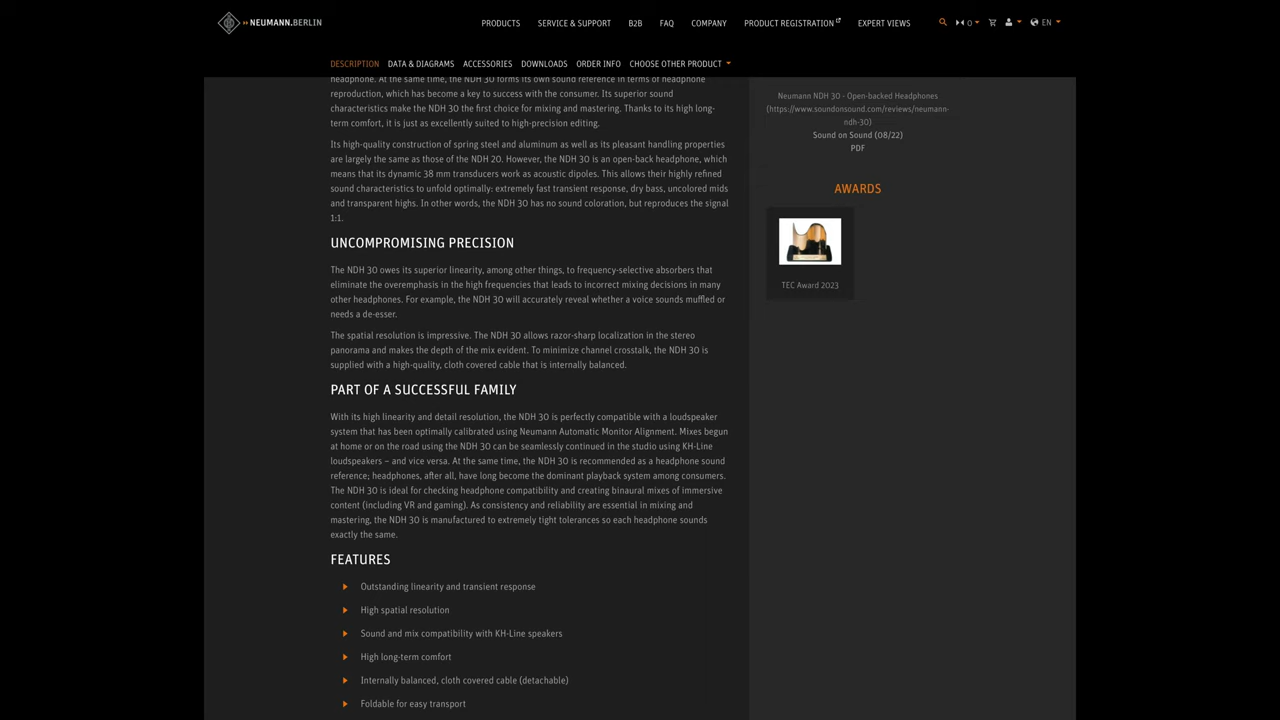 NEUMANN.BERLIN
PRODUCTS SERVICE & SUPPORT B2B FAQ COMPANY PRODUCT REGISTRATION EXPERT VIEWS 0 EN
DESCRIPTION DATA & DIAGRAMS ACCESSORIES DOWNLOADS ORDER INFO CHOOSE OTHER PRODUCT
headphone. At the same time, the NDH 30 forms its own sound reference in terms of headphone
reproduction, which has become a key to success with the consumer. Its superior sound
characteristics make the NDH 30 the first choice for mixing and mastering. Thanks to its high long-
term comfort, it is just as excellently suited to high-precision editing.
Its high-quality construction of spring steel and aluminum as well as its pleasant handling properties
are largely the same as those of the NDH 20. However, the NDH 30 is an open-back headphone, which
means that its dynamic 38 mm transducers work as acoustic dipoles. This allows their highly refined
sound characteristics to unfold optimally: extremely fast transient response, dry bass, uncolored mids
and transparent highs. In other words, the NDH 30 has no sound coloration, but reproduces the signal
1:1.
UNCOMPROMISING PRECISION
The NDH 30 owes its superior linearity, among other things, to frequency-selective absorbers that
eliminate the overemphasis in the high frequencies that leads to incorrect mixing decisions in many
other headphones. For example, the NDH 30 will accurately reveal whether a voice sounds muffled or
needs a de-esser.
The spatial resolution is impressive. The NDH 30 allows razor-sharp localization in the stereo
panorama and makes the depth of the mix evident. To minimize channel crosstalk, the NDH 30 is
supplied with a high-quality, cloth covered cable that is internally balanced.
PART OF A SUCCESSFUL FAMILY
With its high linearity and detail resolution, the NDH 30 is perfectly compatible with a loudspeaker
system that has been optimally calibrated using Neumann Automatic Monitor Alignment. Mixes begun
at home or on the road using the NDH 30 can be seamlessly continued in the studio using KH-Line
loudspeakers – and vice versa. At the same time, the NDH 30 is recommended as a headphone sound
reference; headphones, after all, have long become the dominant playback system among consumers.
The NDH 30 is ideal for checking headphone compatibility and creating binaural mixes of immersive
content (including VR and gaming). As consistency and reliability are essential in mixing and
mastering, the NDH 30 is manufactured to extremely tight tolerances so each headphone sounds
exactly the same.
FEATURES
Outstanding linearity and transient response
High spatial resolution
Sound and mix compatibility with KH-Line speakers
High long-term comfort
Internally balanced, cloth covered cable (detachable)
Foldable for easy transport
Neumann NDH 30 - Open-backed Headphones
(https://www.soundonsound.com/reviews/neumann-
ndh-30)
Sound on Sound (08/22)
PDF
AWARDS
TEC Award 2023